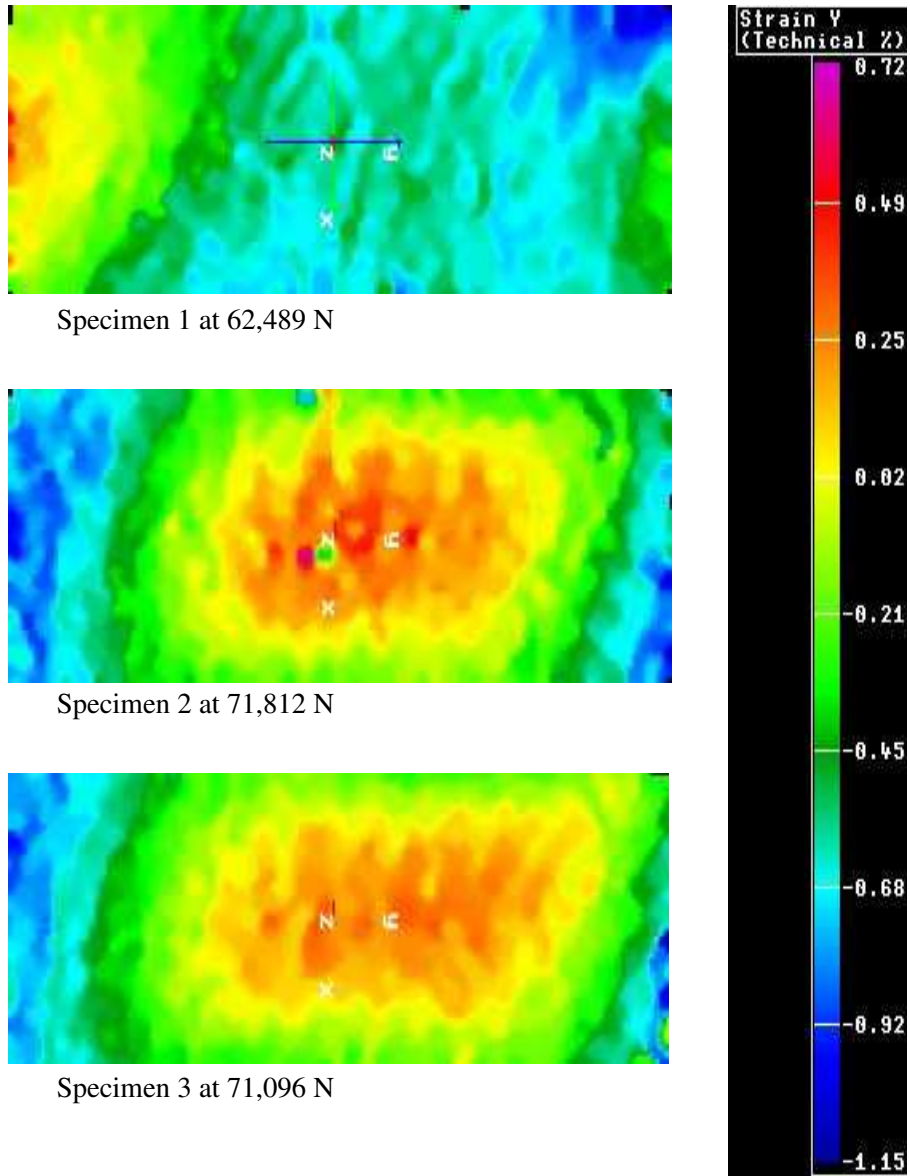 Specimen 1 at 62,489 N
Specimen 2 at 71,812 N
Specimen 3 at 71,096 N
Strain Y
(Technical %)
0.72
0.49
0.25
0.02
-0.21
-0.45
-0.68
-0.92
-1.15
Z
y
X
Z
y
X
Z
y
X